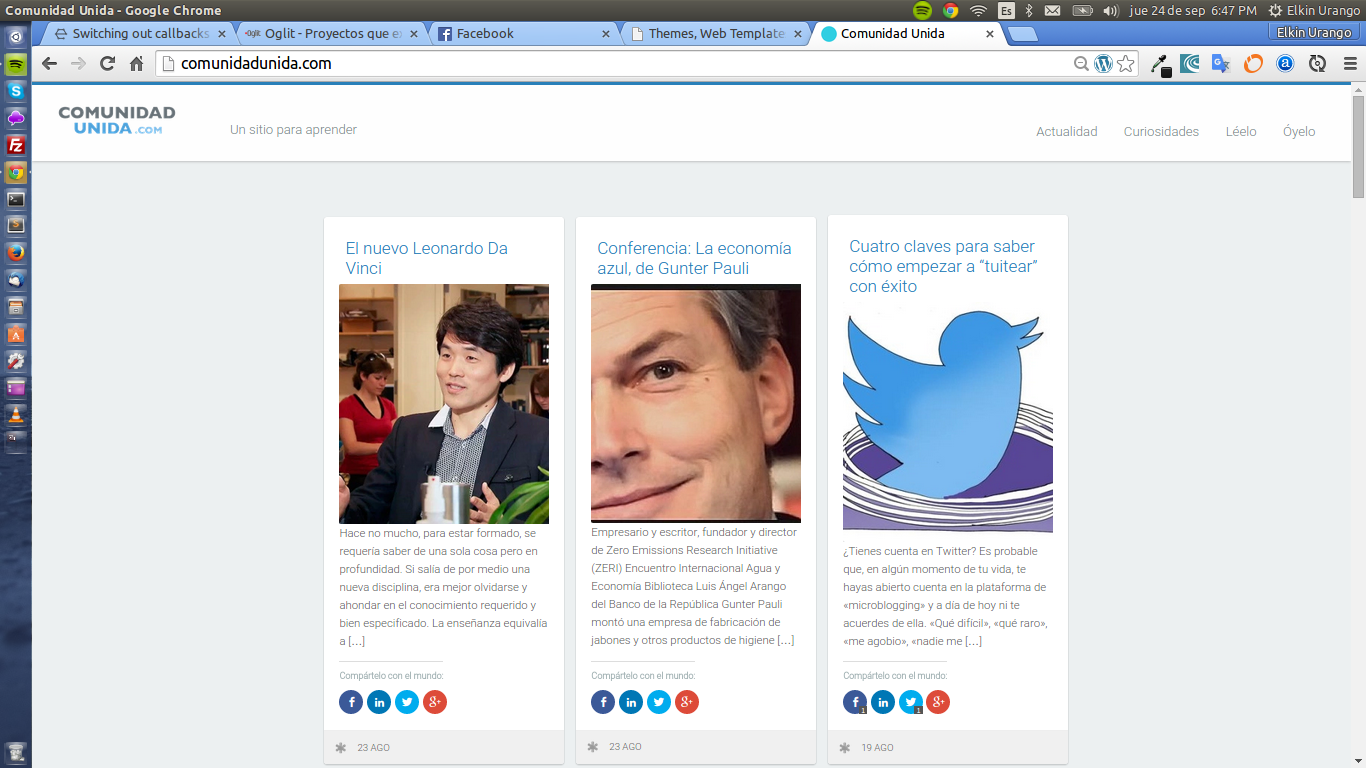 Comunidad Unida - Google Chrome
Es
jue 24 de sep 6:47 PM
Elkin Urango
Switching out callbacks
Oglit - Proyectos que e
Facebook
Themes, Web Template
Comunidad Unida
Elkin Urango
comunidadunida.com
COMUNIDAD
UNIDA .COM
Un sitio para aprender
Actualidad
Curiosidades
Léelo
Óyelo
El nuevo Leonardo Da
Vinci
Hace no mucho, para estar formado, se
requería saber de una sola cosa pero en
profundidad. Si salía de por medio una
nueva disciplina, era mejor olvidarse y
ahondar en el conocimiento requerido y
bien especificado. La enseñanza equivalía
a [...]
Compártelo con el mundo:
f in g+
23 AGO
Conferencia: La economía
azul, de Gunter Pauli
Empresario y escritor, fundador y director
de Zero Emissions Research Initiative
(ZERI) Encuentro Internacional Agua y
Economía Biblioteca Luis Ángel Arango
del Banco de la República Gunter Pauli
montó una empresa de fabricación de
jabones y otros productos de higiene [...]
Compártelo con el mundo:
f in g+
23 AGO
Cuatro claves para saber
cómo empezar a “tuitear”
con éxito
¿Tienes cuenta en Twitter? Es probable
que, en algún momento de tu vida, te
hayas abierto cuenta en la plataforma de
«microblogging» y a día de hoy ni te
acuerdes de ella. «Qué difícil», «qué raro»,
«me agobio», «nadie me [...]
Compártelo con el mundo:
f 1 in 1 g+
19 AGO